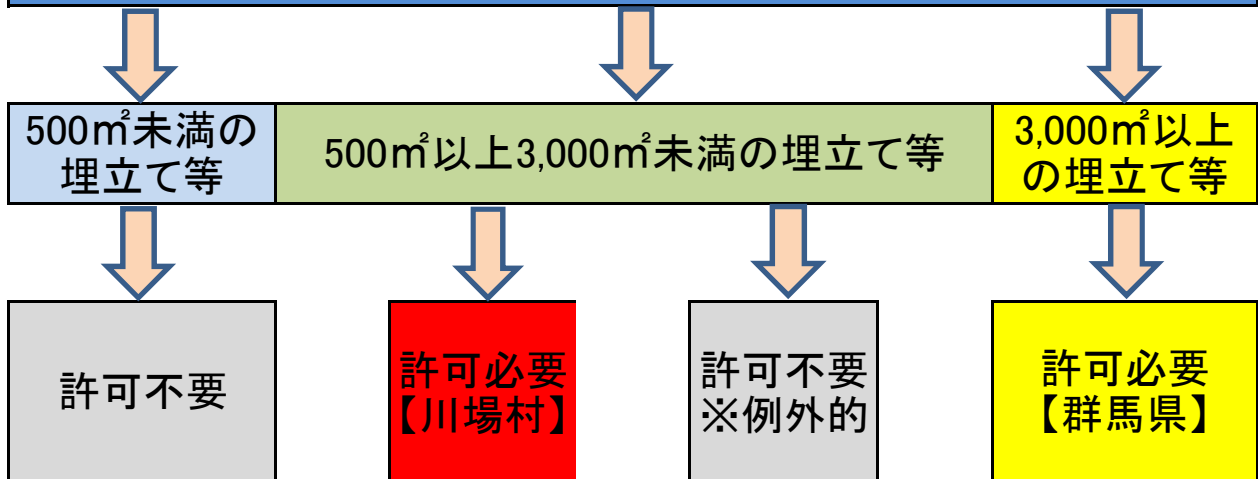 500㎡未満の
埋立て等
500㎡以上3,000㎡未満の埋立て等
3,000㎡以上
の埋立て等
許可不要
許可必要
【川場村】
許可不要
※例外的
許可必要
【群馬県】